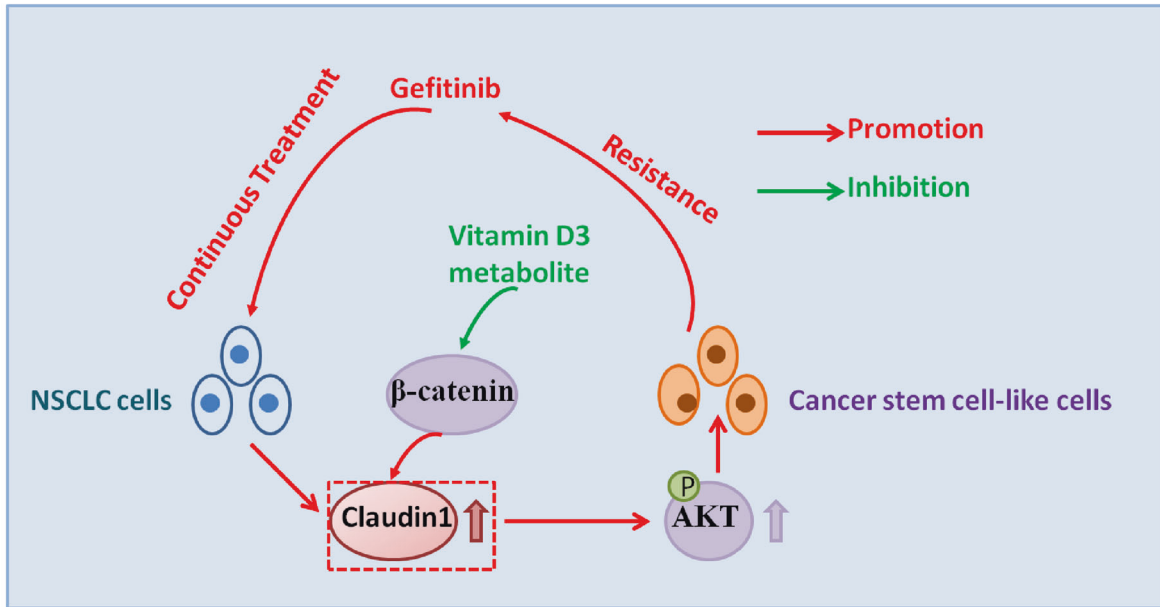 Gefitinib
Continuous Treatment
Resistance
Promotion
Inhibition
Vitamin D3
metabolite
NSCLC cells
β-catenin
Cancer stem cell-like cells
Claudin1
P
AKT